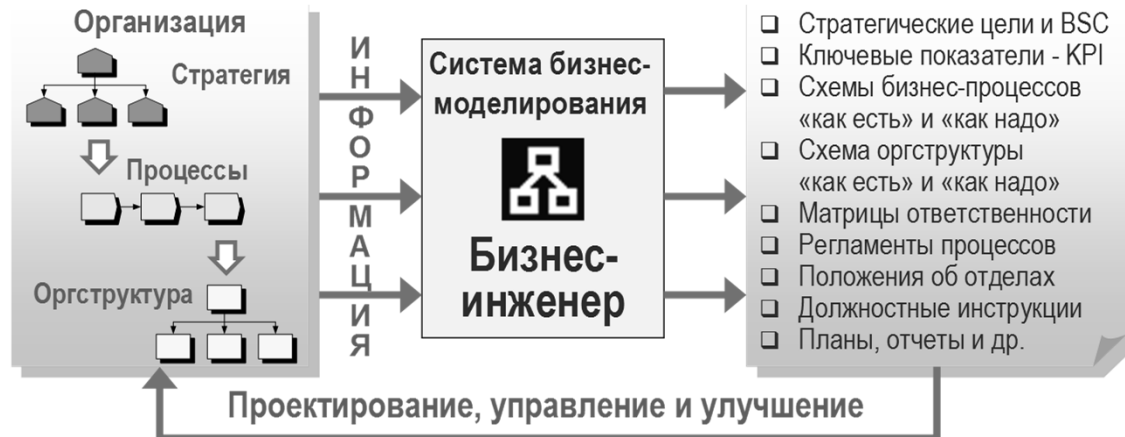 Организация
Стратегия
Процессы
Оргструктура
ИНФОРМАЦИЯ
Система бизнес-
моделирования
Бизнес-
инженер
Стратегические цели и BSC
Ключевые показатели - KPI
Схемы бизнес-процессов
«как есть» и «как надо»
Схема оргструктуры
«как есть» и «как надо»
Матрицы ответственности
Регламенты процессов
Положения об отделах
Должностные инструкции
Планы, отчеты и др.
Проектирование, управление и улучшение